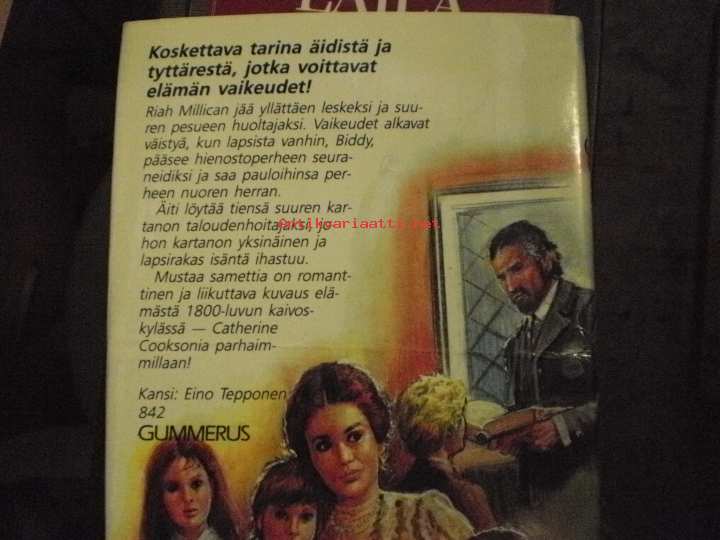 Koskettava tarina äidistä ja
tyttärestä, jotka voittavat
elämän vaikeudet!
Riah Millican jää yllättäen leskeksi ja suu-
ren pesueen huoltajaksi. Vaikeudet alkavat
väistyä, kun lapsista vanhin, Biddy,
pääsee hienostoperheen seura-
neidiksi ja saa pauloihinsa per-
heen nuoren herran.
Äiti löytää tiensä suuren kar-
tanon taloudenhoitajaksi, jo-
hon kartanon yksinäinen ja
lapsirakas isäntä ihastuu.
Mustaa samettia on romant-
tinen ja liikuttava kuvaus elä-
mästä 1800-luvun kaivos-
kylässä — Catherine
Cooksonia parhaim-
millaan!
Kansi: Eino Tepponen
842
GUMMERUS